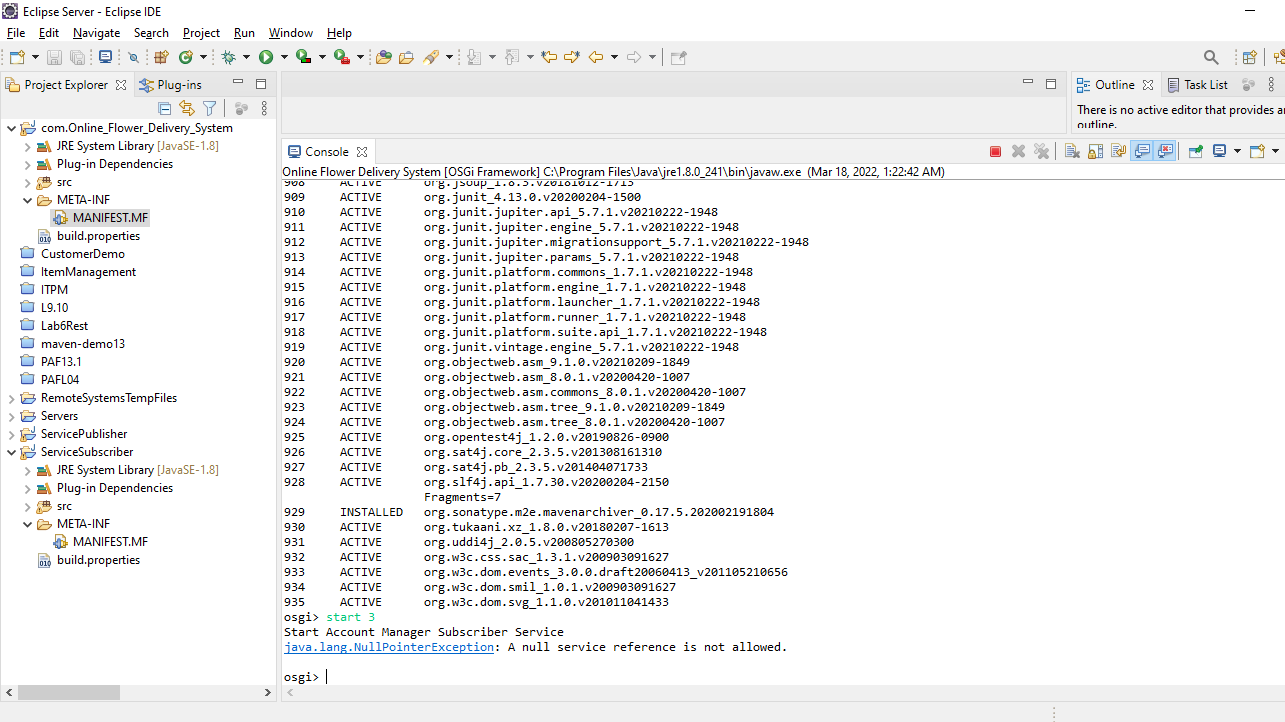 Eclipse Server - Eclipse IDE
File Edit Navigate Search Project Run Window Help
Project Explorer Plug-ins
com.Online_Flower_Delivery_System
JRE System Library [JavaSE-1.8]
Plug-in Dependencies
src
META-INF
MANIFEST.MF
build.properties
CustomerDemo
ItemManagement
ITPM
L9.10
Lab6Rest
maven-demo13
PAF13.1
PAFL04
RemoteSystemsTempFiles
Servers
ServicePublisher
ServiceSubscriber
JRE System Library [JavaSE-1.8]
Plug-in Dependencies
src
META-INF
MANIFEST.MF
build.properties
Outline Task List
There is no active editor that provides an
outline.
Console
Online Flower Delivery System [OSGi Framework] C:\Program Files\Java\jre1.8.0_241\bin\javaw.exe (Mar 18, 2022, 1:22:42 AM)
908 ACTIVE org.jsoup_1.8.3.v20181012-1713
909 ACTIVE org.junit_4.13.0.v20200204-1500
910 ACTIVE org.junit.jupiter.api_5.7.1.v20210222-1948
911 ACTIVE org.junit.jupiter.engine_5.7.1.v20210222-1948
912 ACTIVE org.junit.jupiter.migrationsupport_5.7.1.v20210222-1948
913 ACTIVE org.junit.jupiter.params_5.7.1.v20210222-1948
914 ACTIVE org.junit.platform.commons_1.7.1.v20210222-1948
915 ACTIVE org.junit.platform.engine_1.7.1.v20210222-1948
916 ACTIVE org.junit.platform.launcher_1.7.1.v20210222-1948
917 ACTIVE org.junit.platform.runner_1.7.1.v20210222-1948
918 ACTIVE org.junit.platform.suite.api_1.7.1.v20210222-1948
919 ACTIVE org.junit.vintage.engine_5.7.1.v20210222-1948
920 ACTIVE org.objectweb.asm_9.1.0.v20210209-1849
921 ACTIVE org.objectweb.asm_8.0.1.v20200420-1007
922 ACTIVE org.objectweb.asm.commons_8.0.1.v20200420-1007
923 ACTIVE org.objectweb.asm.tree_9.1.0.v20210209-1849
924 ACTIVE org.objectweb.asm.tree_8.0.1.v20200420-1007
925 ACTIVE org.opentest4j_1.2.0.v20190826-0900
926 ACTIVE org.sat4j.core_2.3.5.v201308161310
927 ACTIVE org.sat4j.pb_2.3.5.v201404071733
928 ACTIVE org.slf4j.api_1.7.30.v20200204-2150
Fragments=7
929 INSTALLED org.sonatype.m2e.mavenarchiver_0.17.5.202002191804
930 ACTIVE org.tukaani.xz_1.8.0.v20180207-1613
931 ACTIVE org.uddi4j_2.0.5.v200805270300
932 ACTIVE org.w3c.css.sac_1.3.1.v200903091627
933 ACTIVE org.w3c.dom.events_3.0.0.draft20060413_v201105210656
934 ACTIVE org.w3c.dom.smil_1.0.1.v200903091627
935 ACTIVE org.w3c.dom.svg_1.1.0.v201011041433
osgi> start 3
Start Account Manager Subscriber Service
java.lang.NullPointerException: A null service reference is not allowed.
osgi>